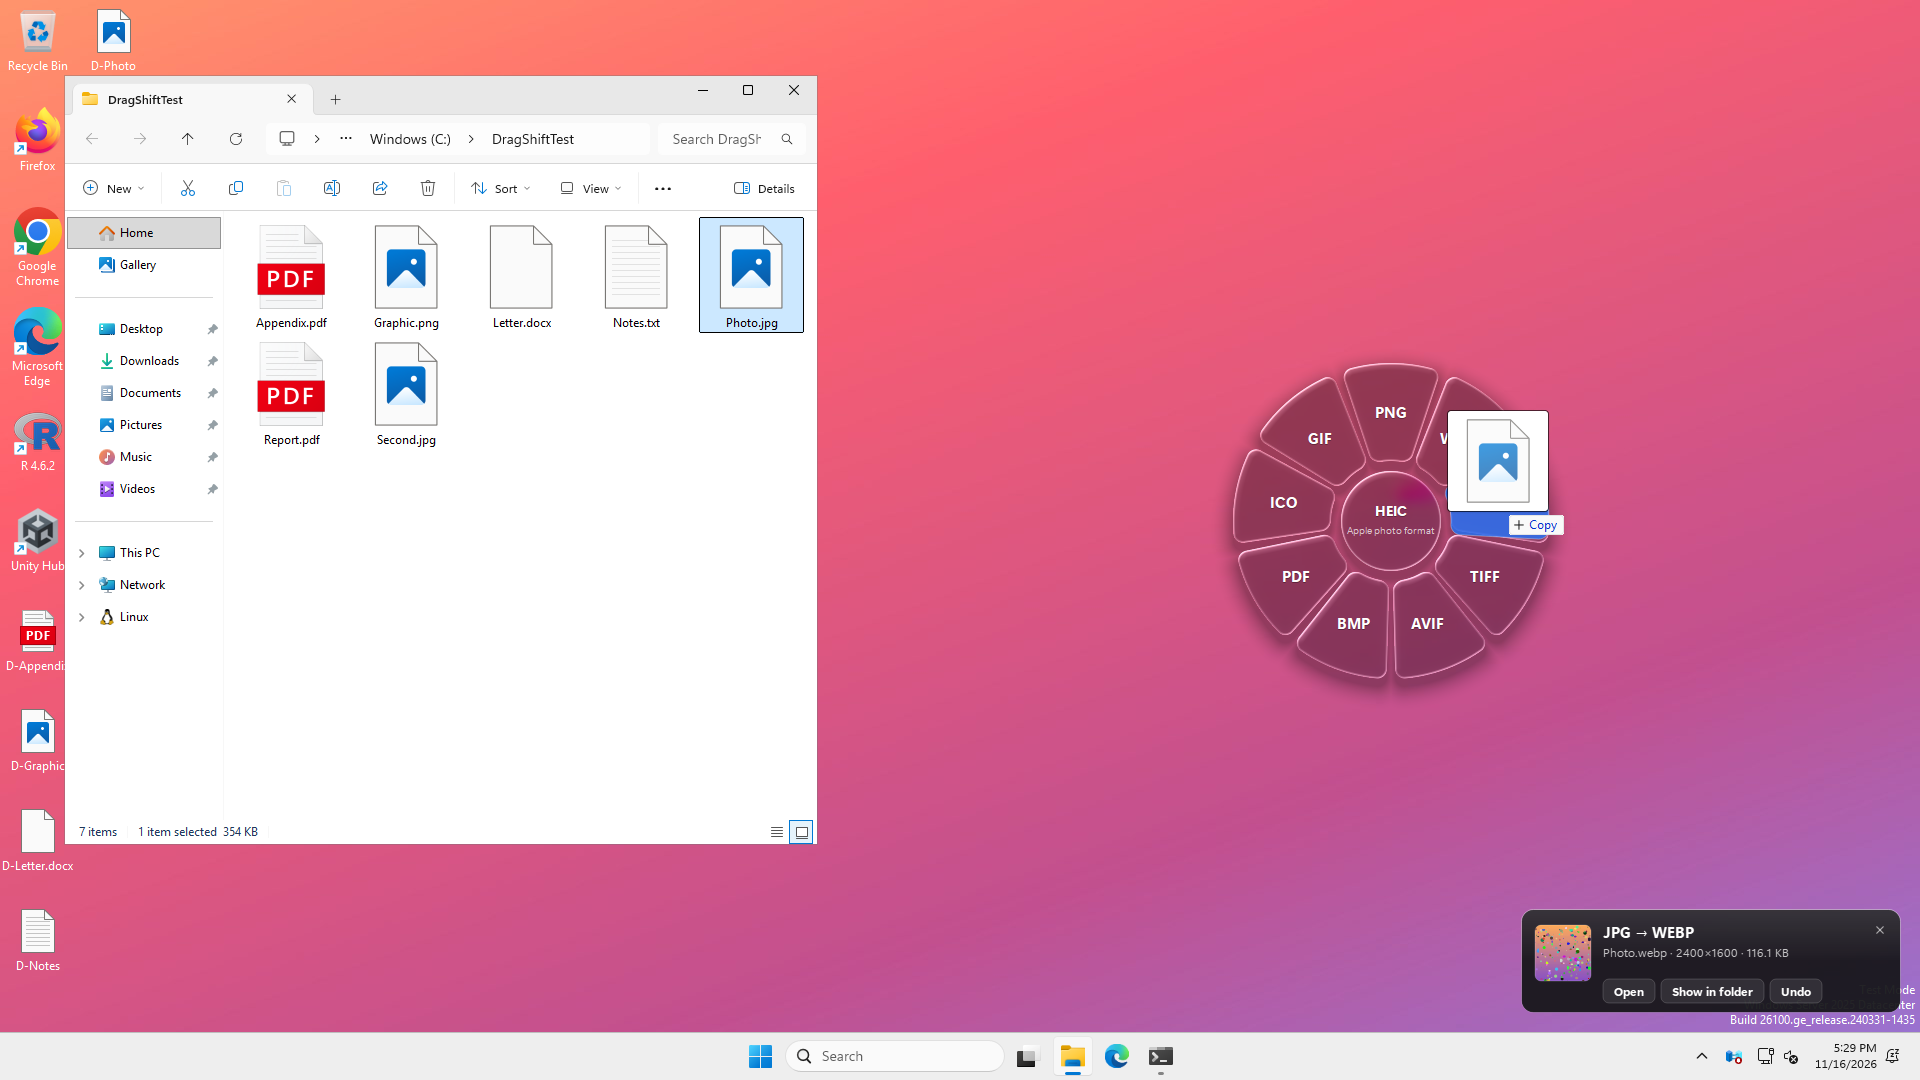 Recycle Bin
D-Photo
Firefox
Google
Chrome
Microsoft
Edge
R 4.6.2
Unity Hub
D-Appendi
D-Graphic
D-Letter.docx
D-Notes
DragShiftTest
Windows (C:)
DragShiftTest
Search DragSh
New
Sort
View
Details
Home
Gallery
Desktop
Downloads
Documents
Pictures
Music
Videos
This PC
Network
Linux
PDF
Appendix.pdf
Graphic.png
Letter.docx
Notes.txt
Photo.jpg
PDF
Report.pdf
Second.jpg
7 items
1 item selected 354 KB
PNG
GIF
ICO
HEIC
Apple photo format
Copy
PDF
TIFF
BMP
AVIF
PDF
JPG → WEBP
Photo.webp · 2400×1600 · 116.1 KB
Open
Show in folder
Undo
Build 26100.ge_release.240331-1435
Search
5:29 PM
11/16/2026